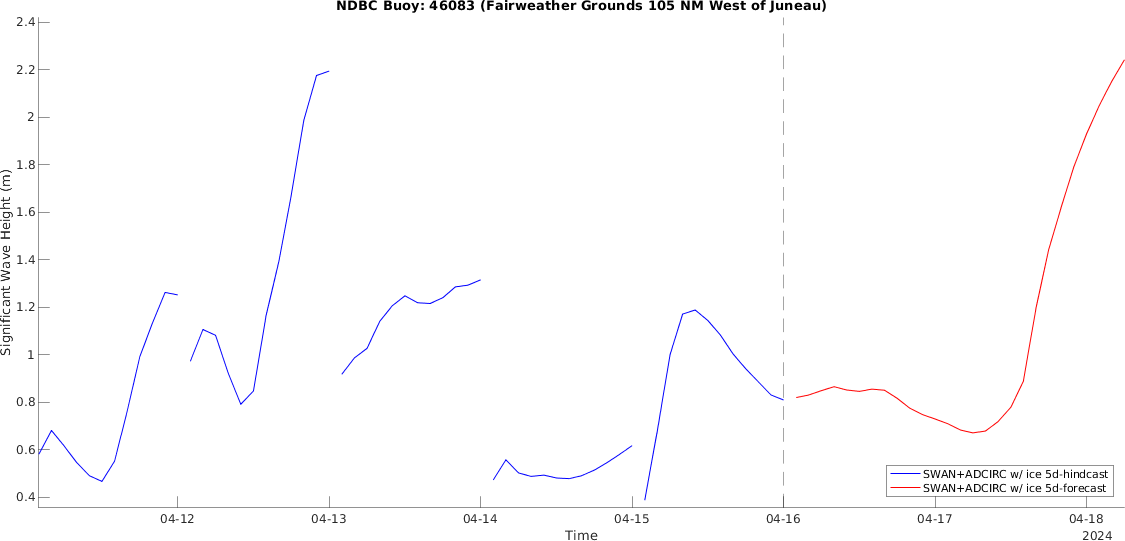 NDBC Buoy: 46083 (Fairweather Grounds 105 NM West of Juneau)
Significant Wave Height (m)
2.4
2.2
2
1.8
1.6
1.4
1.2
1
0.8
0.6
0.4
SWAN+ADCIRC w/ ice 5d-hindcast
SWAN+ADCIRC w/ ice 5d-forecast
04-12 04-13 04-14 04-15 04-16 04-17 04-18
Time
2024